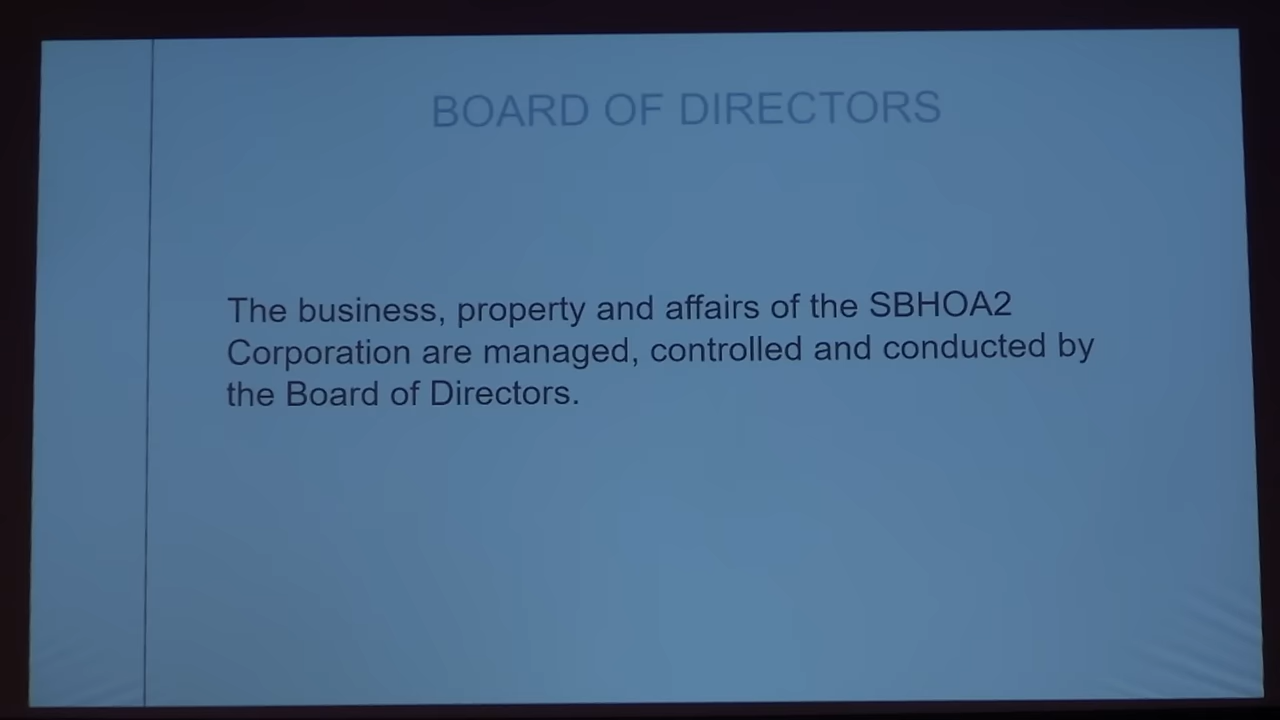 BOARD OF DIRECTORS
The business, property and affairs of the SBHOA2
Corporation are managed, controlled and conducted by
the Board of Directors.